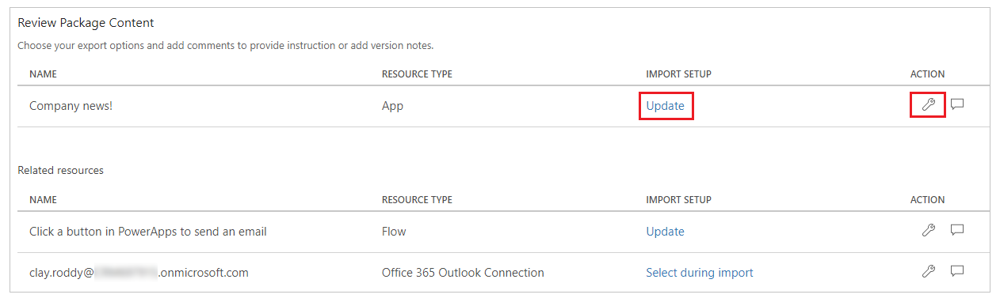 Review Package Content
Choose your export options and add comments to provide instruction or add version notes.
NAME RESOURCE TYPE IMPORT SETUP ACTION
Company news! App Update
Related resources
NAME RESOURCE TYPE IMPORT SETUP ACTION
Click a button in PowerApps to send an email Flow Update
clay.roddy@ .onmicrosoft.com Office 365 Outlook Connection Select during import